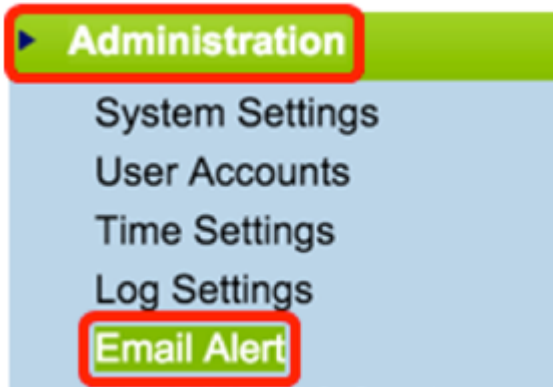 Administration
System Settings
User Accounts
Time Settings
Log Settings
Email Alert